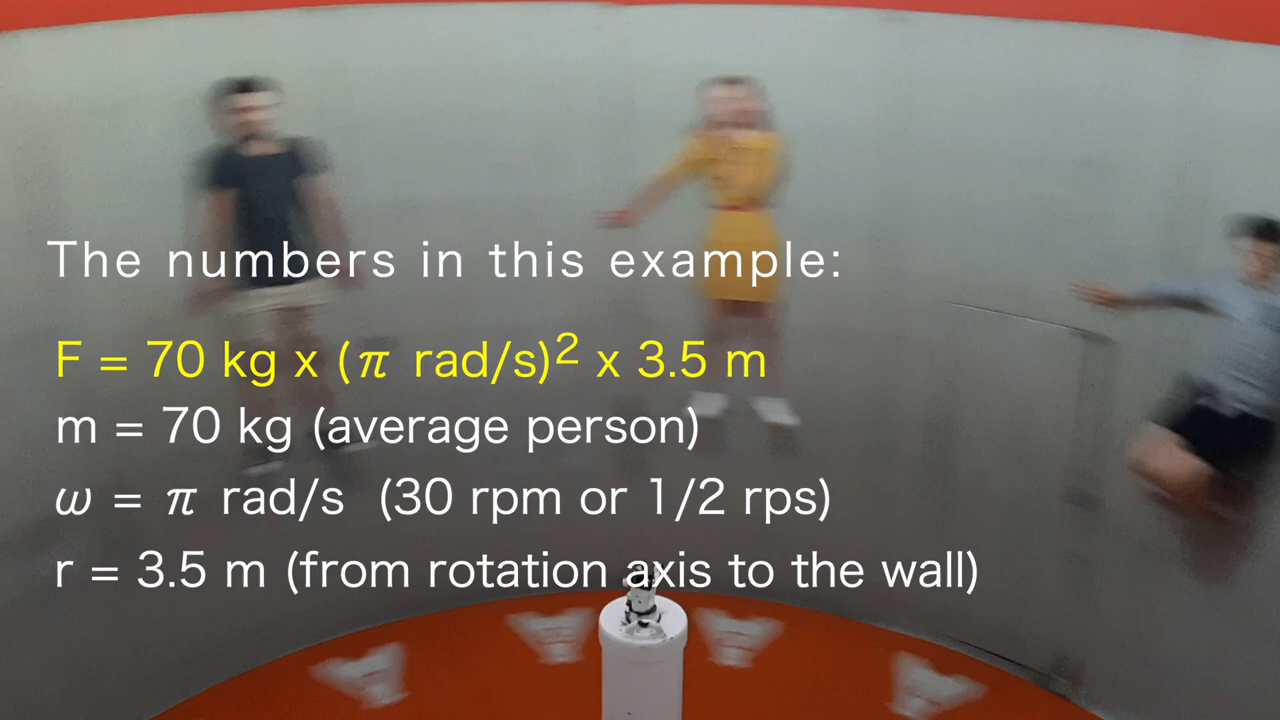 The numbers in this example:
F = 70 kg x (π rad/s)² x 3.5 m
m = 70 kg (average person)
ω = π rad/s (30 rpm or 1/2 rps)
r = 3.5 m (from rotation axis to the wall)